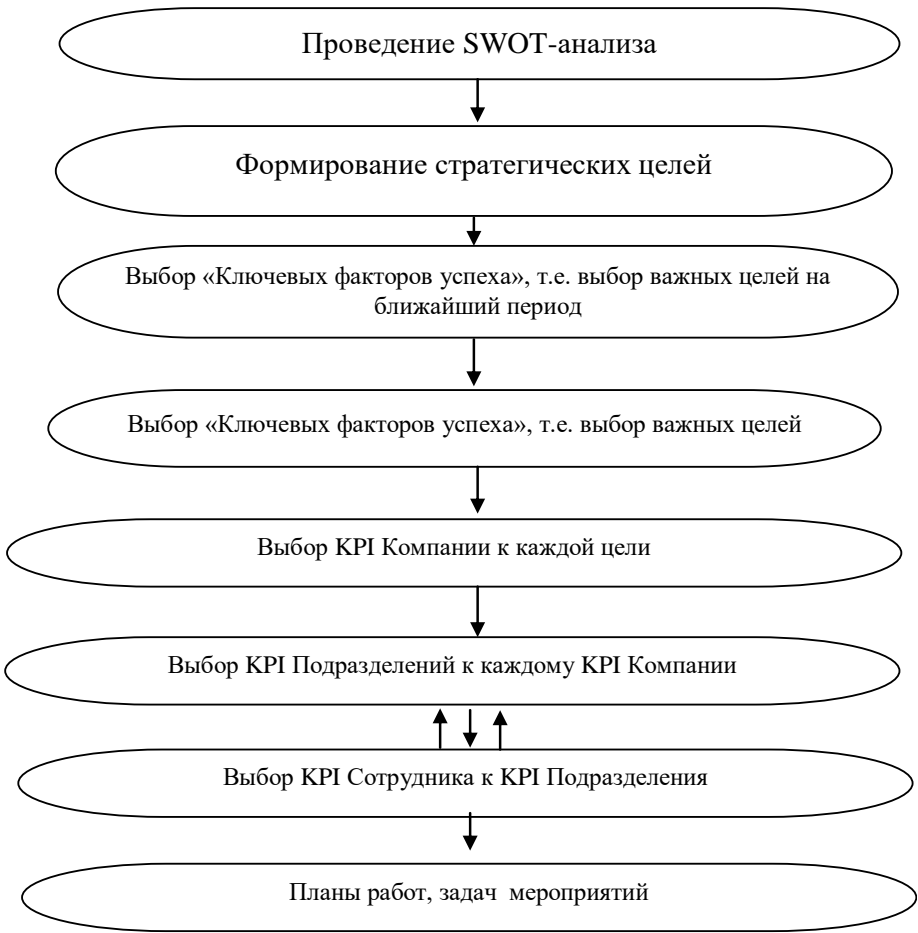 Проведение SWOT-анализа
Формирование стратегических целей
Выбор «Ключевых факторов успеха», т.е. выбор важных целей на
ближайший период
Выбор «Ключевых факторов успеха», т.е. выбор важных целей
Выбор KPI Компании к каждой цели
Выбор KPI Подразделений к каждому KPI Компании
Выбор KPI Сотрудника к KPI Подразделения
Планы работ, задач мероприятий